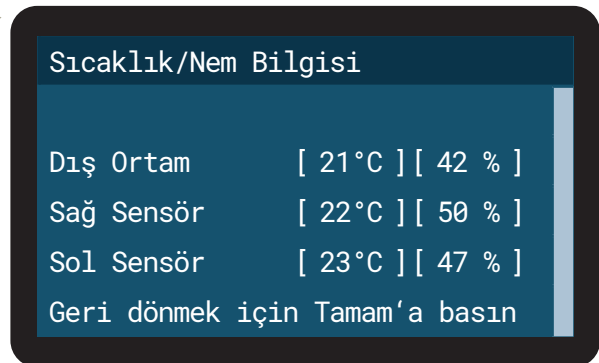 Sıcaklık/Nem Bilgisi
Dış Ortam [ 21°C ][ 42 % ]
Sağ Sensör [ 22°C ][ 50 % ]
Sol Sensör [ 23°C ][ 47 % ]
Geri dönmek için Tamam‘a basın